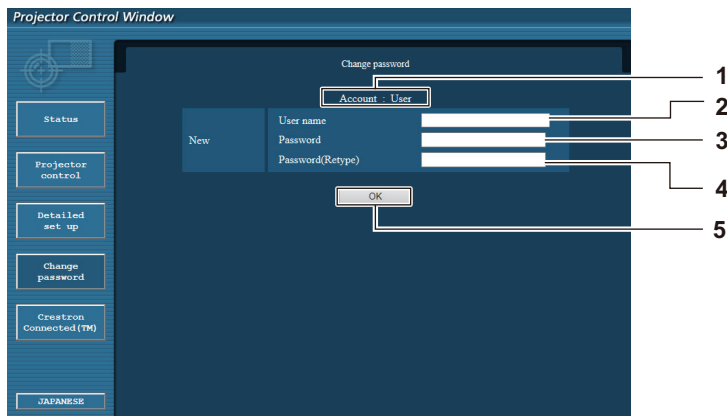 Projector Control Window
Change password
Account : User
New
User name
Password
Password(Retype)
OK
Status
Projector
control
Detailed
set up
Change
password
Crestron
Connected(TM)
JAPANESE
1
2
3
4
5